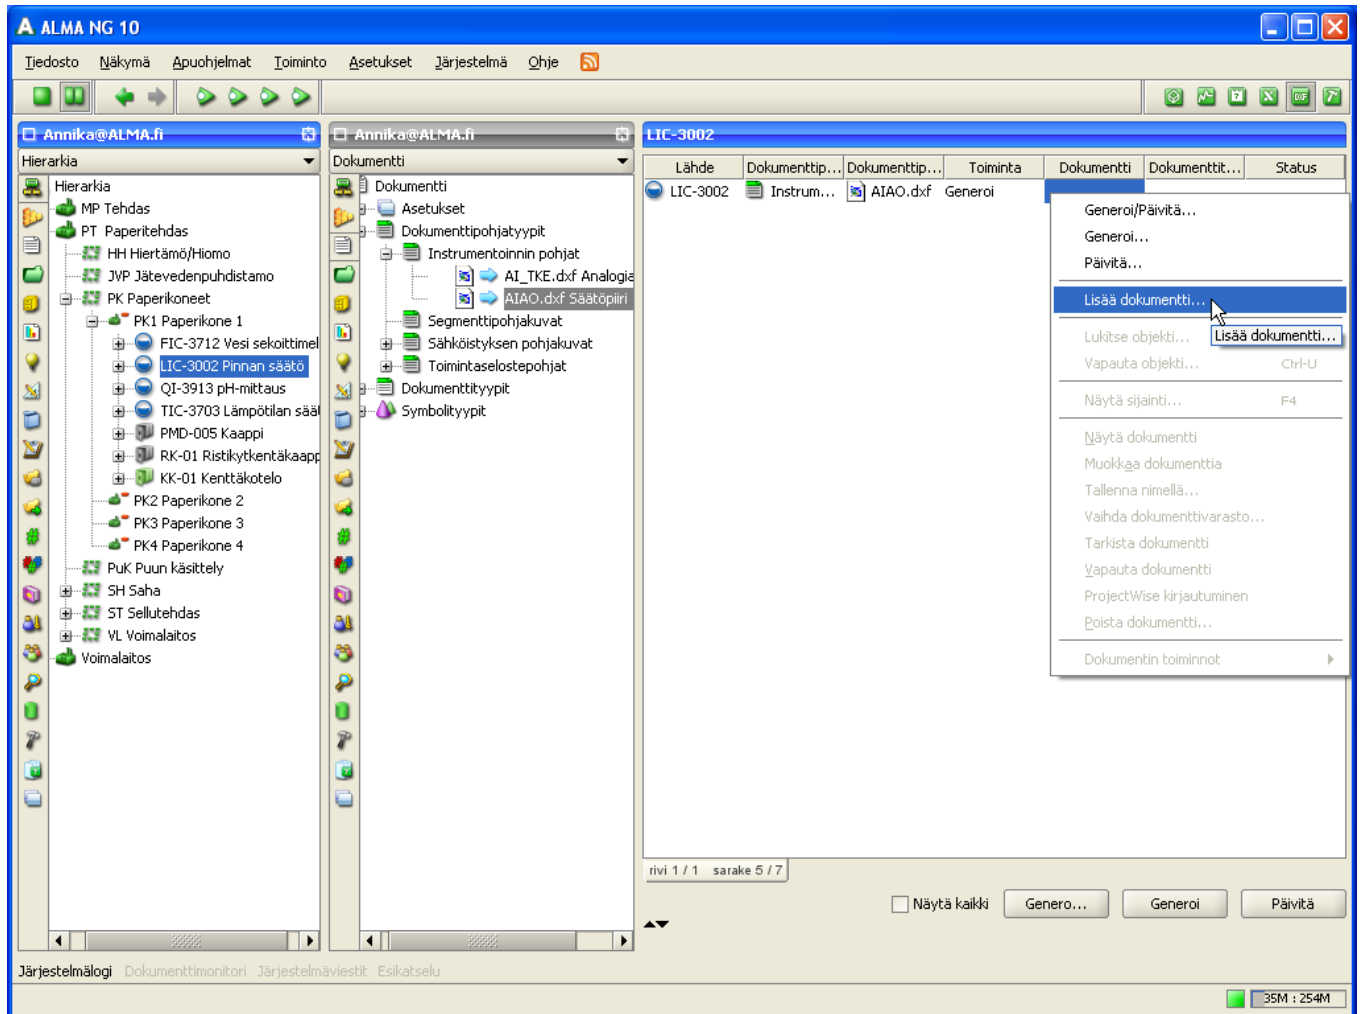 ALMA NG 10
Tiedosto Näkymä Apuohjelmat Toiminto Asetukset Järjestelmä Ohje
Annika@ALMA.fi
Hierarkia
Hierarkia
MP Tehdas
PT Paperitehdas
HH Hiertämö/Hiomo
JVP Jätevedenpuhdistamo
PK Paperikoneet
PK1 Paperikone 1
FIC-3712 Vesi sekoittimel
LIC-3002 Pinnan säätö
QI-3913 pH-mittaus
TIC-3703 Lämpötilan sää
PMD-005 Kaappi
RK-01 Ristikytkentäkaapp
KK-01 Kenttäkotelo
PK2 Paperikone 2
PK3 Paperikone 3
PK4 Paperikone 4
PuK Puun käsittely
SH Saha
ST Sellutehdas
VL Voimalaitos
Voimalaitos
Annika@ALMA.fi
Dokumentti
Dokumentti
Asetukset
Dokumenttipohjatyypit
Instrumentoinnin pohjat
AI_TKE.dxf Analogia
AIAO.dxf Säätöpiiri
Segmenttipohjakuvat
Sähköistyksen pohjakuvat
Toimintaselostepohjat
Dokumenttityypit
Symbolityypit
LIC-3002
Lähde Dokumenttip... Dokumenttip... Toiminta Dokumentti Dokumenttit... Status
LIC-3002 Instrum... AIAO.dxf Generoi
Generoi/Päivitä...
Generoi...
Päivitä...
Lisää dokumentti...
Lukitse objekti...
Lisää dokumentti...
Vapauta objekti... Ctrl-U
Näytä sijainti... F4
Näytä dokumentti
Muokkaa dokumenttia
Tallenna nimellä...
Vaihda dokumenttivarasto...
Tarkista dokumentti
Vapauta dokumentti
ProjectWise kirjautuminen
Poista dokumentti...
Dokumentin toiminnot
rivi 1 / 1 sarake 5 / 7
Näytä kaikki Genero... Generoi Päivitä
Järjestelmälogi Dokumenttimonitori Järjestelmäviestit Esikatselu
35M : 254M